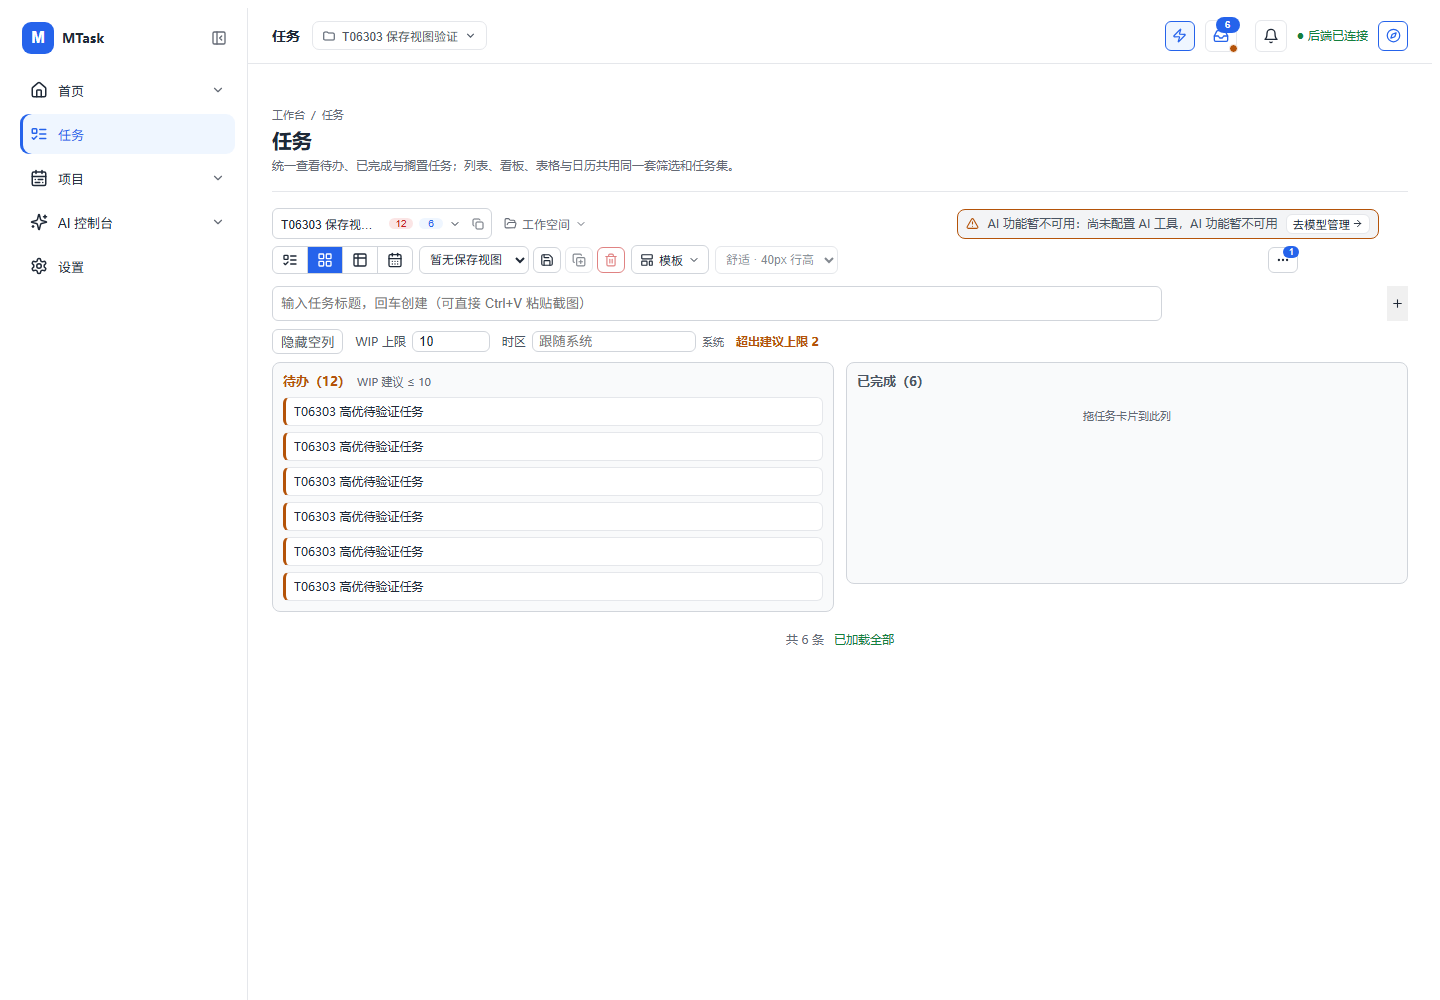 M MTask
首页
任务
项目
AI 控制台
设置
任务 T06303 保存视图验证 6 后端已连接
工作台 / 任务
任务
统一查看待办、已完成与搁置任务；列表、看板、表格与日历共用同一套筛选和任务集。
T06303 保存视... 12 6 工作空间 AI 功能暂不可用：尚未配置 AI 工具，AI 功能暂不可用 去模型管理 →
暂无保存视图 模板 舒适 · 40px 行高 1
输入任务标题，回车创建（可直接 Ctrl+V 粘贴截图） +
隐藏空列 WIP 上限 10 时区 跟随系统 系统 超出建议上限 2
待办（12） WIP 建议 ≤ 10
T06303 高优待验证任务
T06303 高优待验证任务
T06303 高优待验证任务
T06303 高优待验证任务
T06303 高优待验证任务
T06303 高优待验证任务
已完成（6）
拖任务卡片到此列
共 6 条 已加载全部